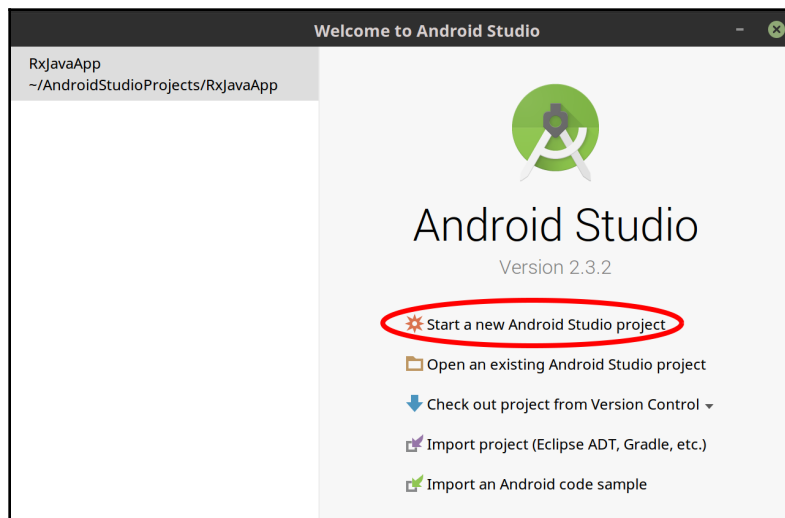 Welcome to Android Studio
RxJavaApp
~/AndroidStudioProjects/RxJavaApp
Android Studio
Version 2.3.2
Start a new Android Studio project
Open an existing Android Studio project
Check out project from Version Control
Import project (Eclipse ADT, Gradle, etc.)
Import an Android code sample